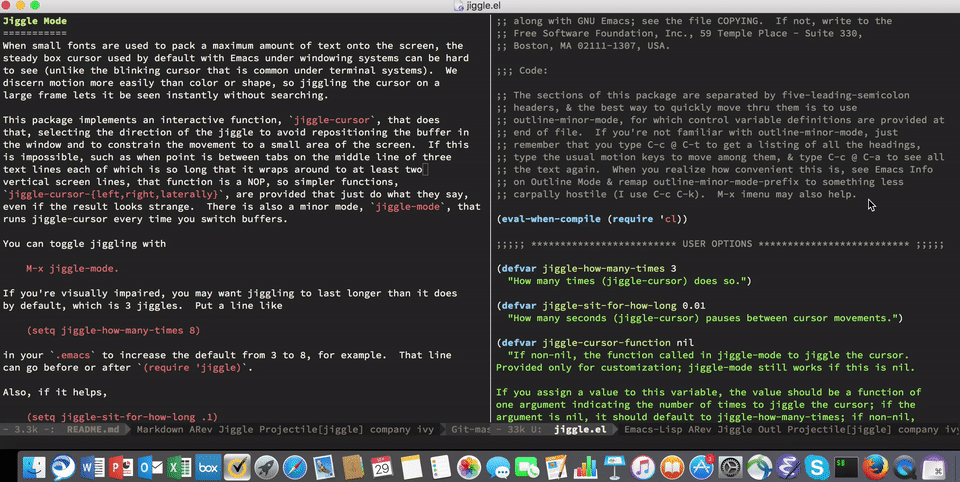 jiggle.el
Jiggle Mode
===========
When small fonts are used to pack a maximum amount of text onto the screen, the
steady box cursor used by default with Emacs under windowing systems can be hard
to see (unlike the blinking cursor that is common under terminal systems).  We
discern motion more easily than color or shape, so jiggling the cursor on a
large frame lets it be seen instantly without searching.
This package implements an interactive function, `jiggle-cursor`, that does
that, selecting the direction of the jiggle to avoid repositioning the buffer in
the window and to constrain the movement to a small area of the screen.  If this
is impossible, such as when point is between tabs on the middle line of three
text lines each of which is so long that it wraps around to at least two
vertical screen lines, that function is a NOP, so simpler functions,
`jiggle-cursor-{left,right,laterally}`, are provided that just do what they say,
even if the result looks strange.  There is also a minor mode, `jiggle-mode`, that
runs jiggle-cursor every time you switch buffers.
You can toggle jiggling with
M-x jiggle-mode.
If you're visually impaired, you may want jiggling to last longer than it does
by default, which is 3 jiggles.  Put a line like
(setq jiggle-how-many-times 8)
in your `.emacs` to increase the default from 3 to 8, for example.  That line
can go before or after `(require 'jiggle)`.
Also, if it helps,
(setq jiggle-sit-for-how-long .1)
- 3.3k -:  README.md   Markdown ARev Jiggle Projectile[jiggle] company ivy   Git-mas
;; along with GNU Emacs; see the file COPYING.  If not, write to the
;; Free Software Foundation, Inc., 59 Temple Place - Suite 330,
;; Boston, MA 02111-1307, USA.
;;; Code:
;; The sections of this package are separated by five-leading-semicolon
;; headers, & the best way to quickly move thru them is to use
;; outline-minor-mode, for which control variable definitions are provided at
;; end of file.  If you're not familiar with outline-minor-mode, just
;; remember that you type C-c @ C-t to get a listing of all the headings,
;; type the usual motion keys to move among them, & type C-c @ C-a to see all
;; the text again.  When you realize how convenient this is, see Emacs Info
;; on Outline Mode & remap outline-minor-mode-prefix to something less
;; carpally hostile (I use C-c C-k).  M-x imenu may also help.
(eval-when-compile (require 'cl))
;;;;; ************************* USER OPTIONS ************************** ;;;;;
(defvar jiggle-how-many-times 3
"How many times (jiggle-cursor) does so.")
(defvar jiggle-sit-for-how-long 0.01
"How many seconds (jiggle-cursor) pauses between cursor movements.")
(defvar jiggle-cursor-function nil
"If non-nil, the function called in jiggle-mode to jiggle the cursor.
Provided only for customization; jiggle-mode still works if this is nil.
If you assign a value to this variable, the value should be a function of
one argument indicating the number of times to jiggle the cursor; if the
argument is nil, it should default to jiggle-how-many-times; if non-nil,
- 33k U:  jiggle.el   Emacs-Lisp ARev Jiggle Outl Projectile[jiggle] company ivy
box
29
3